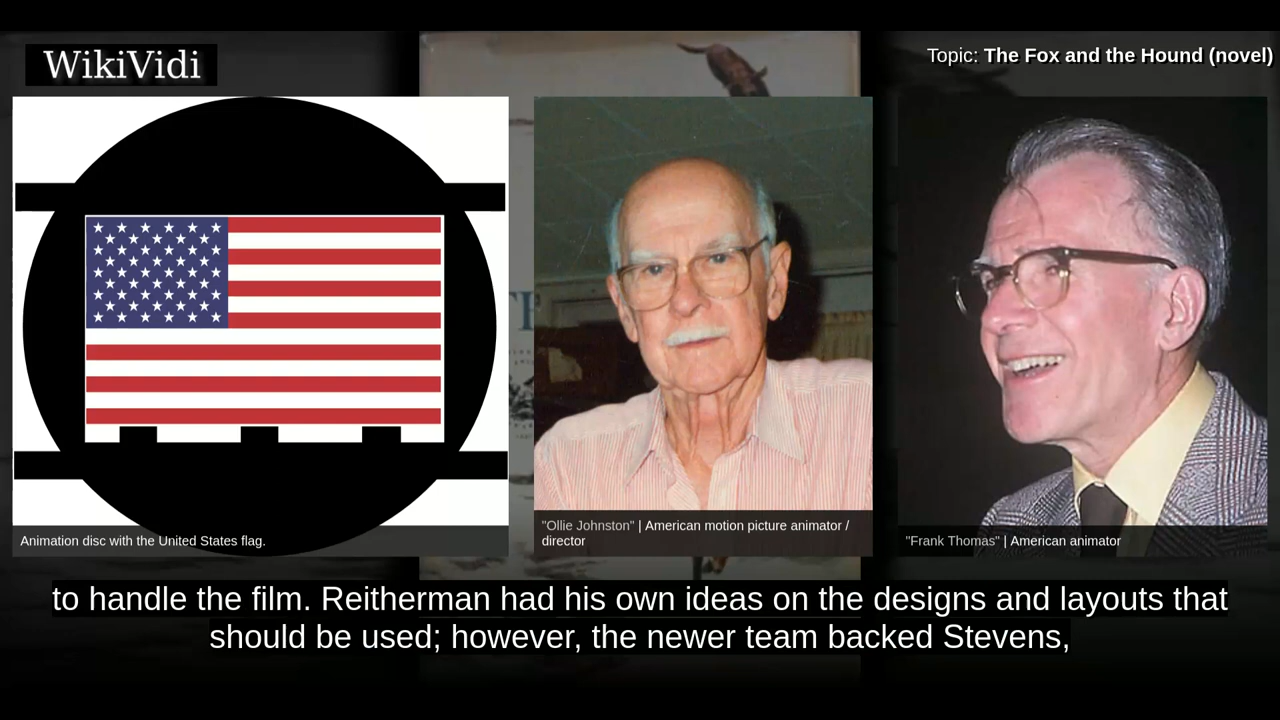 WikiVidi
Topic: The Fox and the Hound (novel)
Animation disc with the United States flag.
"Ollie Johnston" | American motion picture animator /
director
"Frank Thomas" | American animator
to handle the film. Reitherman had his own ideas on the designs and layouts that
should be used; however, the newer team backed Stevens,